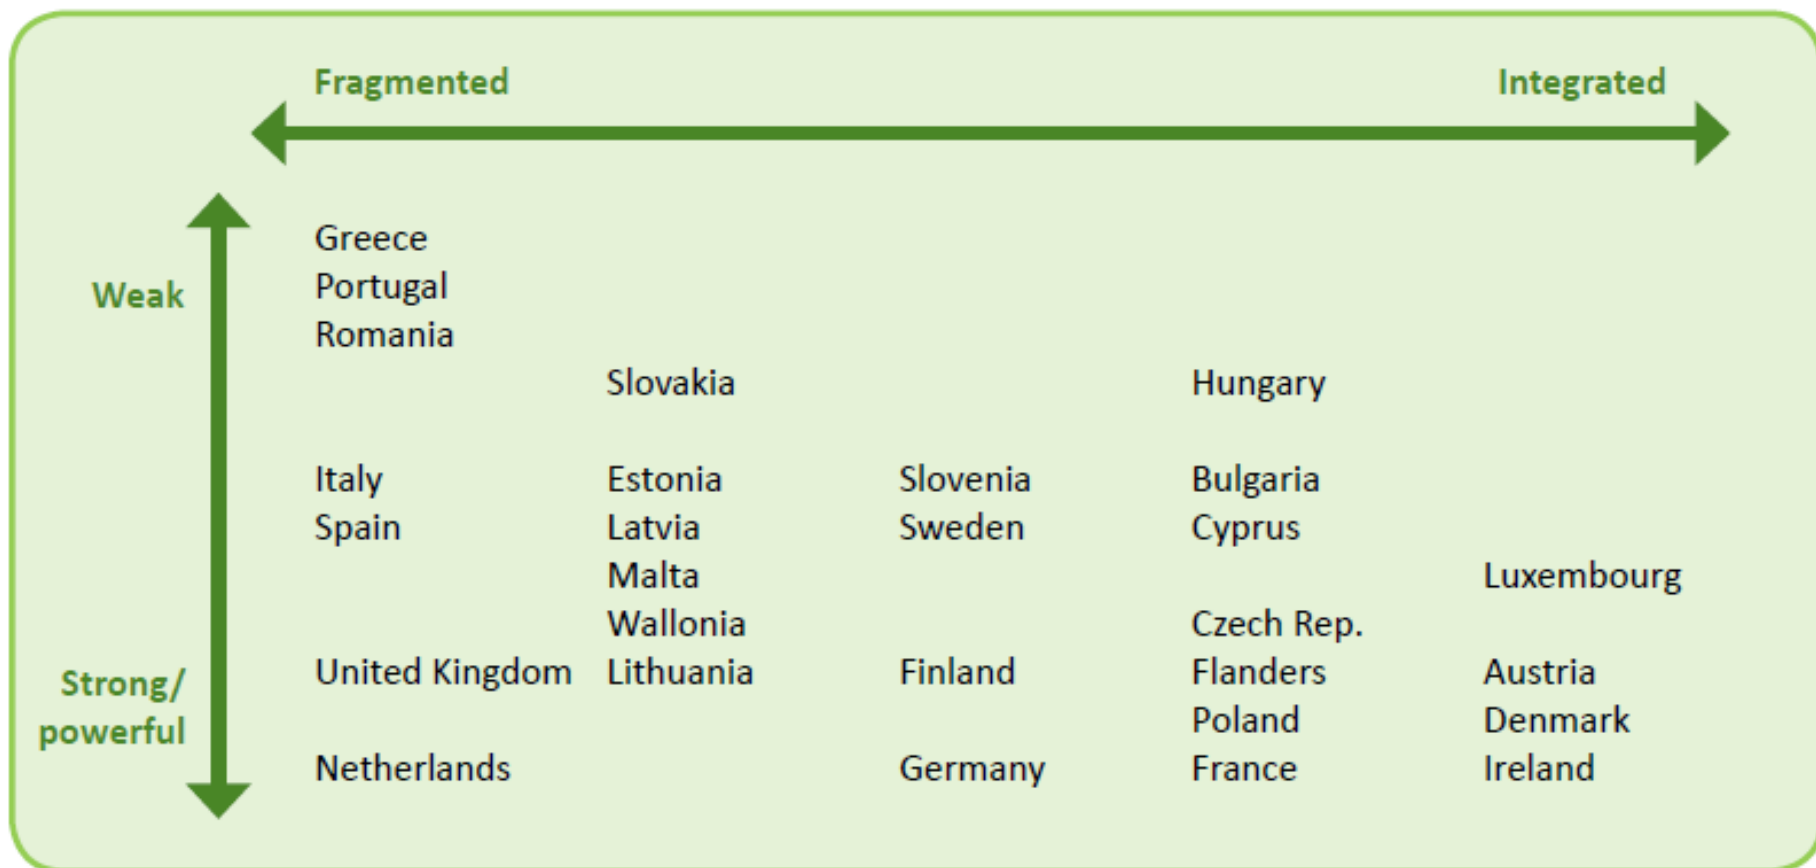 Fragmented Integrated
Greece
Weak Portugal
Romania
Slovakia Hungary
Italy Estonia Slovenia Bulgaria
Spain Latvia Sweden Cyprus
Malta Luxembourg
Wallonia Czech Rep.
Strong/ United Kingdom Lithuania Finland Flanders Austria
powerful Poland Denmark
Netherlands Germany France Ireland